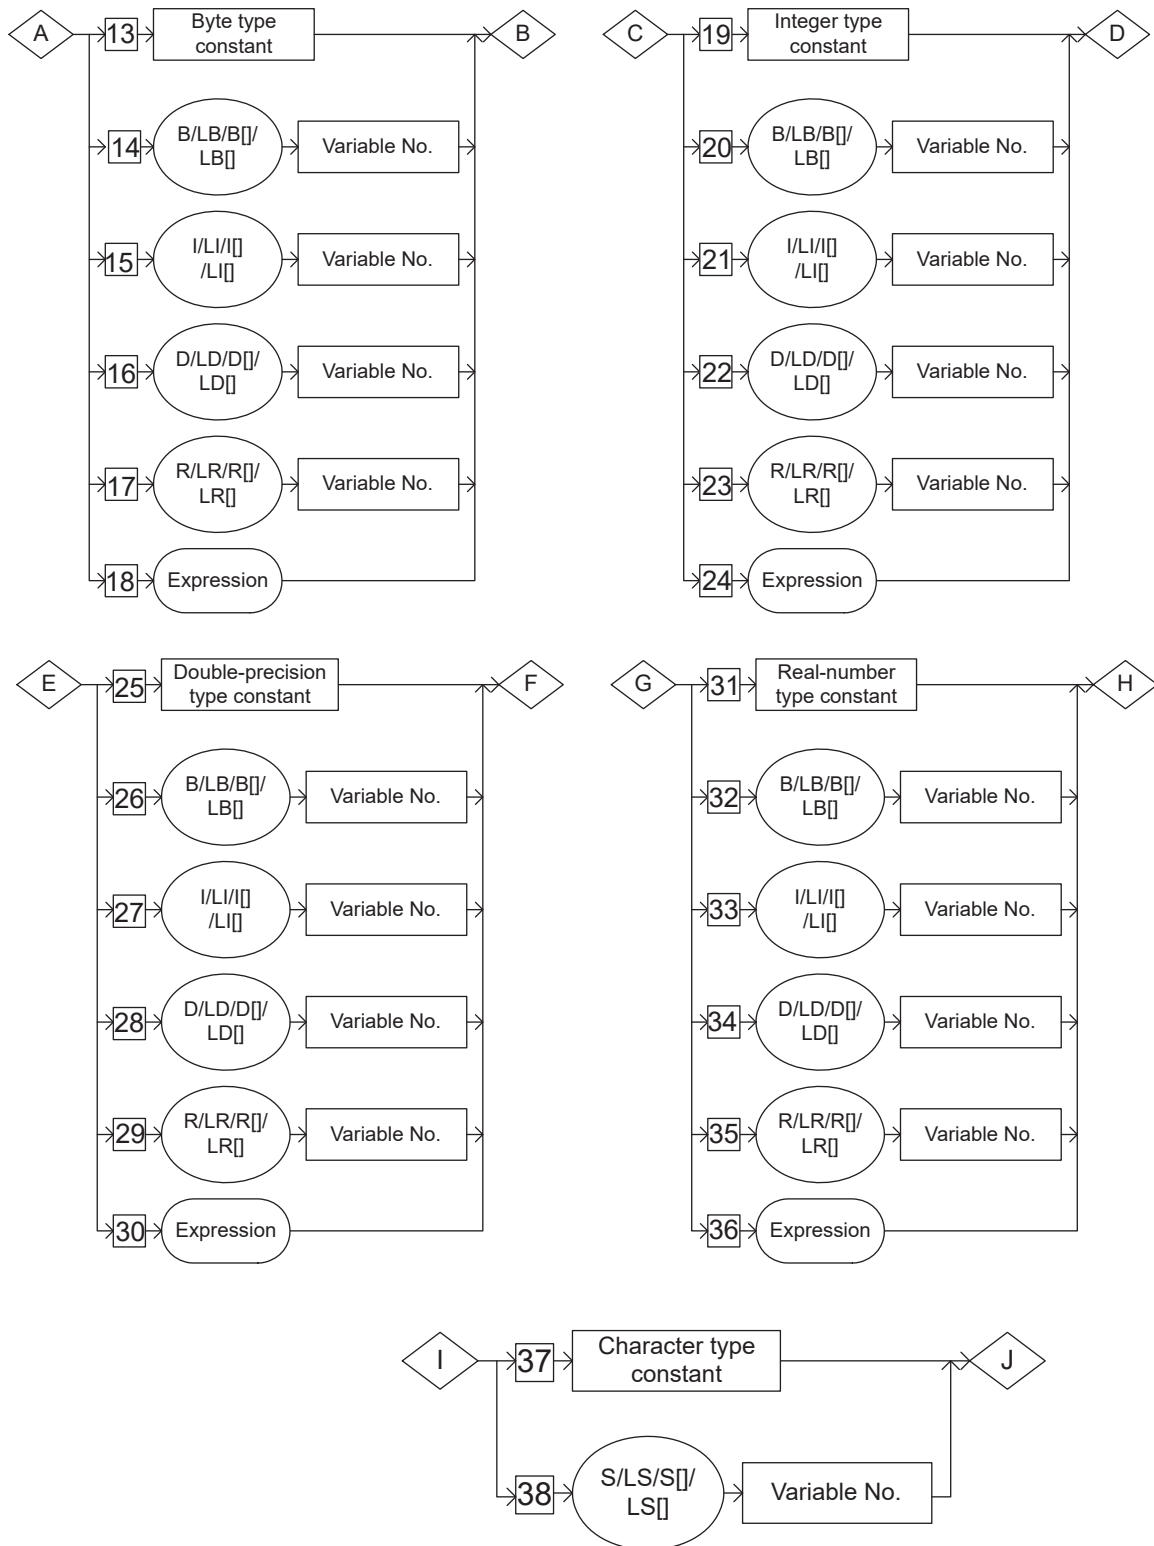 A
13
Byte type
constant
B
14
B/LB/B[]/
LB[]
Variable No.
15
I/LI/I[]
/LI[]
Variable No.
16
D/LD/D[]/
LD[]
Variable No.
17
R/LR/R[]/
LR[]
Variable No.
18
Expression
C
19
Integer type
constant
D
20
B/LB/B[]/
LB[]
Variable No.
21
I/LI/I[]
/LI[]
Variable No.
22
D/LD/D[]/
LD[]
Variable No.
23
R/LR/R[]/
LR[]
Variable No.
24
Expression
E
25
Double-precision
type constant
F
26
B/LB/B[]/
LB[]
Variable No.
27
I/LI/I[]
/LI[]
Variable No.
28
D/LD/D[]/
LD[]
Variable No.
29
R/LR/R[]/
LR[]
Variable No.
30
Expression
G
31
Real-number
type constant
H
32
B/LB/B[]/
LB[]
Variable No.
33
I/LI/I[]
/LI[]
Variable No.
34
D/LD/D[]/
LD[]
Variable No.
35
R/LR/R[]/
LR[]
Variable No.
36
Expression
I
37
Character type
constant
J
38
S/LS/S[]/
LS[]
Variable No.